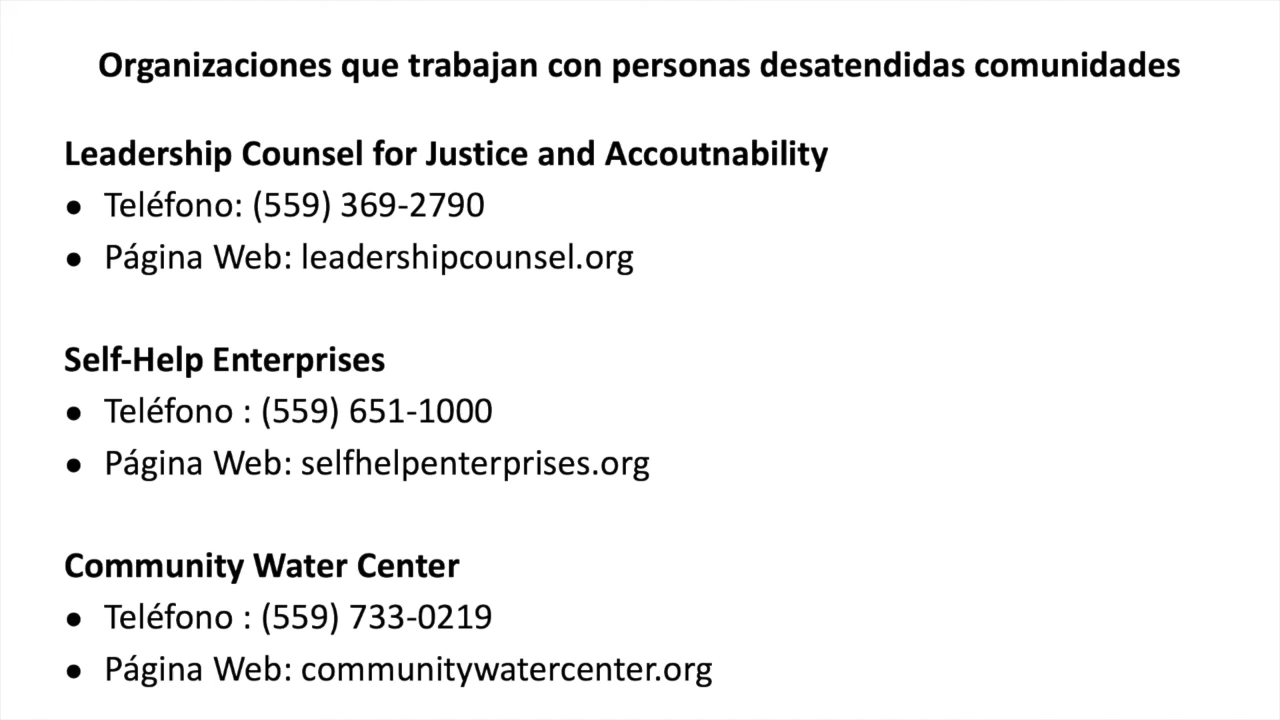 Organizaciones que trabajan con personas desatendidas comunidades
Leadership Counsel for Justice and Accoutnability
● Teléfono: (559) 369-2790
● Página Web: leadershipcounsel.org
Self-Help Enterprises
● Teléfono : (559) 651-1000
● Página Web: selfhelpenterprises.org
Community Water Center
● Teléfono : (559) 733-0219
● Página Web: communitywatercenter.org